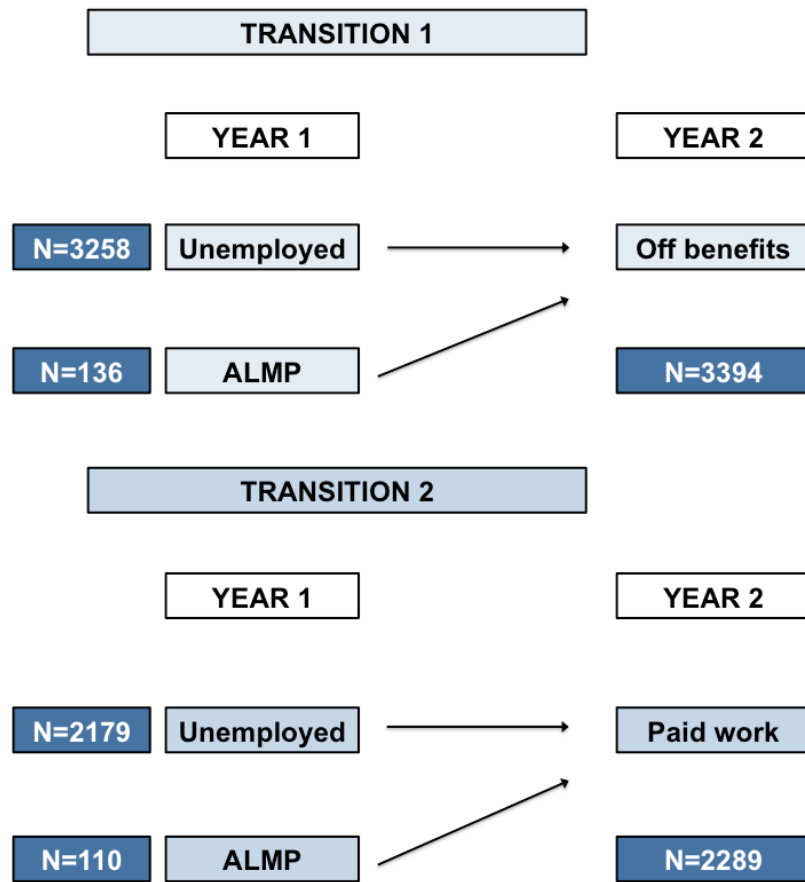 TRANSITION 1
YEAR 1 YEAR 2
N=3258 Unemployed Off benefits
N=136 ALMP N=3394
TRANSITION 2
YEAR 1 YEAR 2
N=2179 Unemployed Paid work
N=110 ALMP N=2289